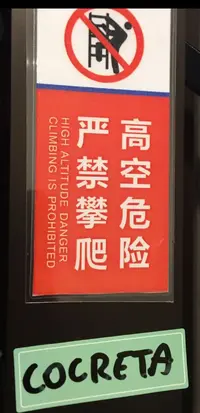 高空危险
严禁攀爬
HIGH ALTITUDE DANGER
CLIMBING IS PROHIBITED
COCRETA